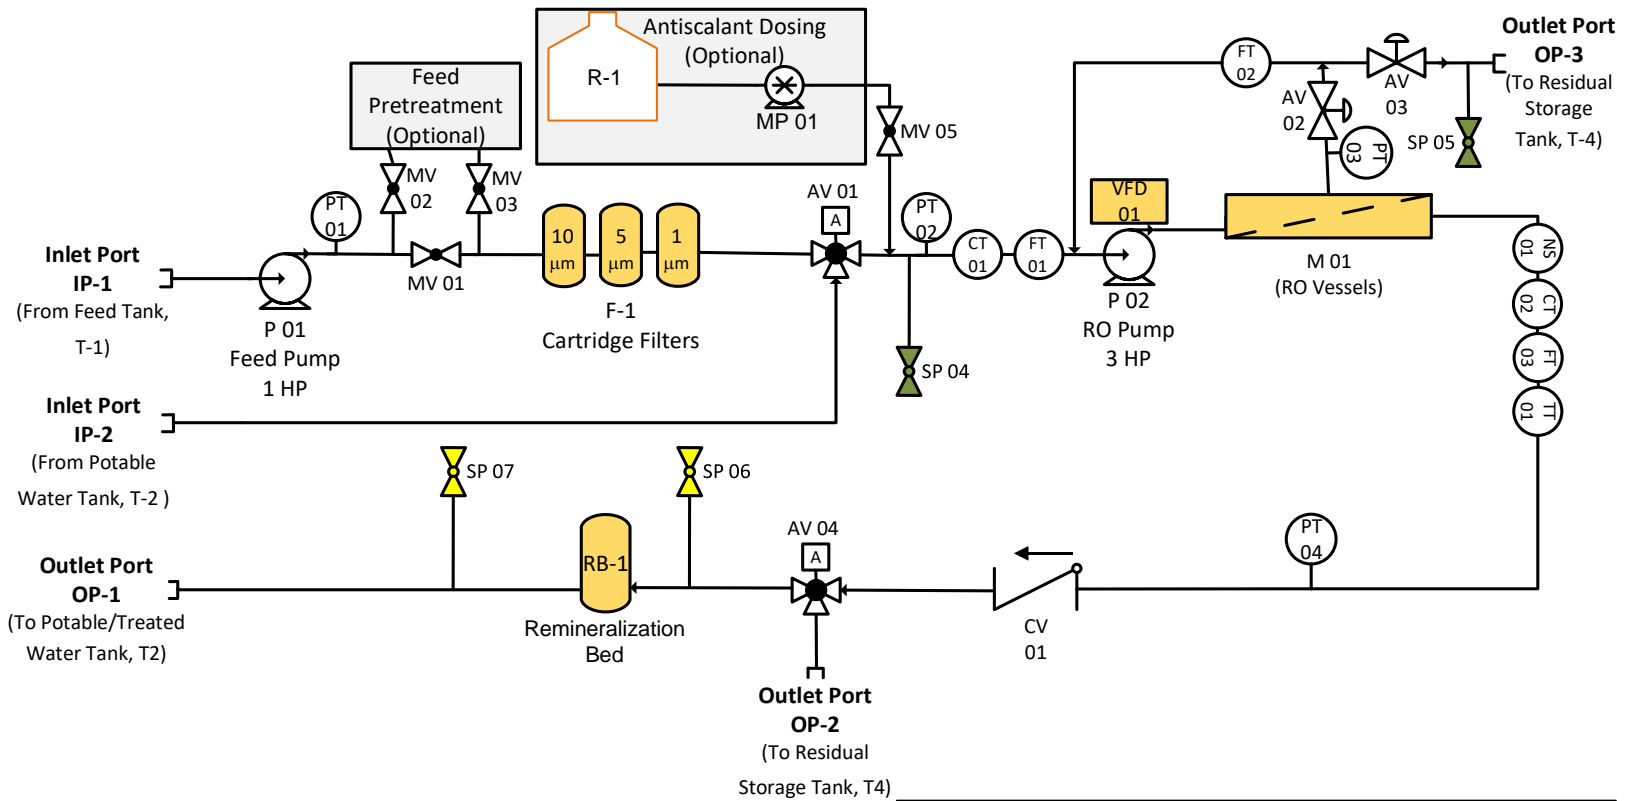 Antiscalant Dosing
(Optional)
R-1
MP 01
Feed
Pretreatment
(Optional)
MV
02
MV
03
MV 05
PT
01
Inlet Port
IP-1
(From Feed Tank,
T-1)
P 01
Feed Pump
1 HP
MV 01
10
µm
5
µm
1
µm
F-1
Cartridge Filters
AV 01
A
PT
02
CT
01
FT
01
SP 04
VFD
01
P 02
RO Pump
3 HP
FT
02
AV
02
AV
03
PT
03
SP 05
Outlet Port
OP-3
(To Residual
Storage
Tank, T-4)
M 01
(RO Vessels)
NS
01
CT
02
FT
03
TT
01
Inlet Port
IP-2
(From Potable
Water Tank, T-2 )
SP 07
SP 06
Outlet Port
OP-1
(To Potable/Treated
Water Tank, T2)
RB-1
Remineralization
Bed
AV 04
A
Outlet Port
OP-2
(To Residual
Storage Tank, T4)
CV
01
PT
04